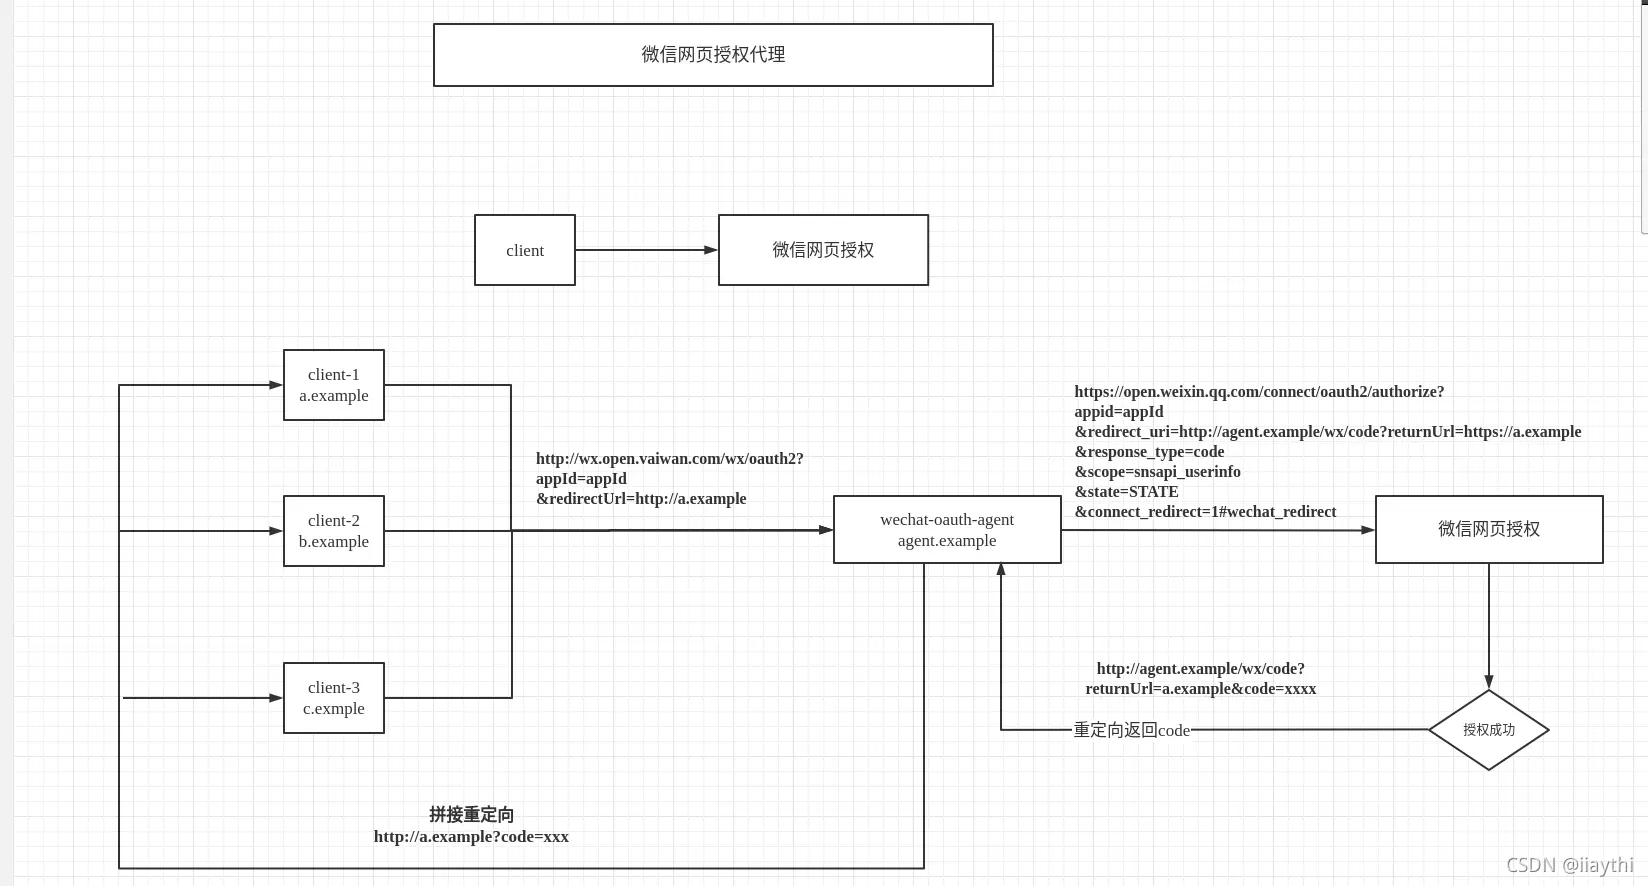 微信网页授权代理
client
微信网页授权
client-1
a.example
https://open.weixin.qq.com/connect/oauth2/authorize?
appid=appId
&redirect_uri=http://agent.example/wx/code?returnUrl=https://a.example
&response_type=code
&scope=snsapi_userinfo
&state=STATE
&connect_redirect=1#wechat_redirect
http://wx.open.vaiwan.com/wx/oauth2?
appId=appId
&redirectUrl=http://a.example
client-2
b.example
wechat-oauth-agent
agent.example
微信网页授权
client-3
c.exmple
http://agent.example/wx/code?
returnUrl=a.example&code=xxxx
重定向返回code
授权成功
拼接重定向
http://a.example?code=xxx
CSDN @iiaythi